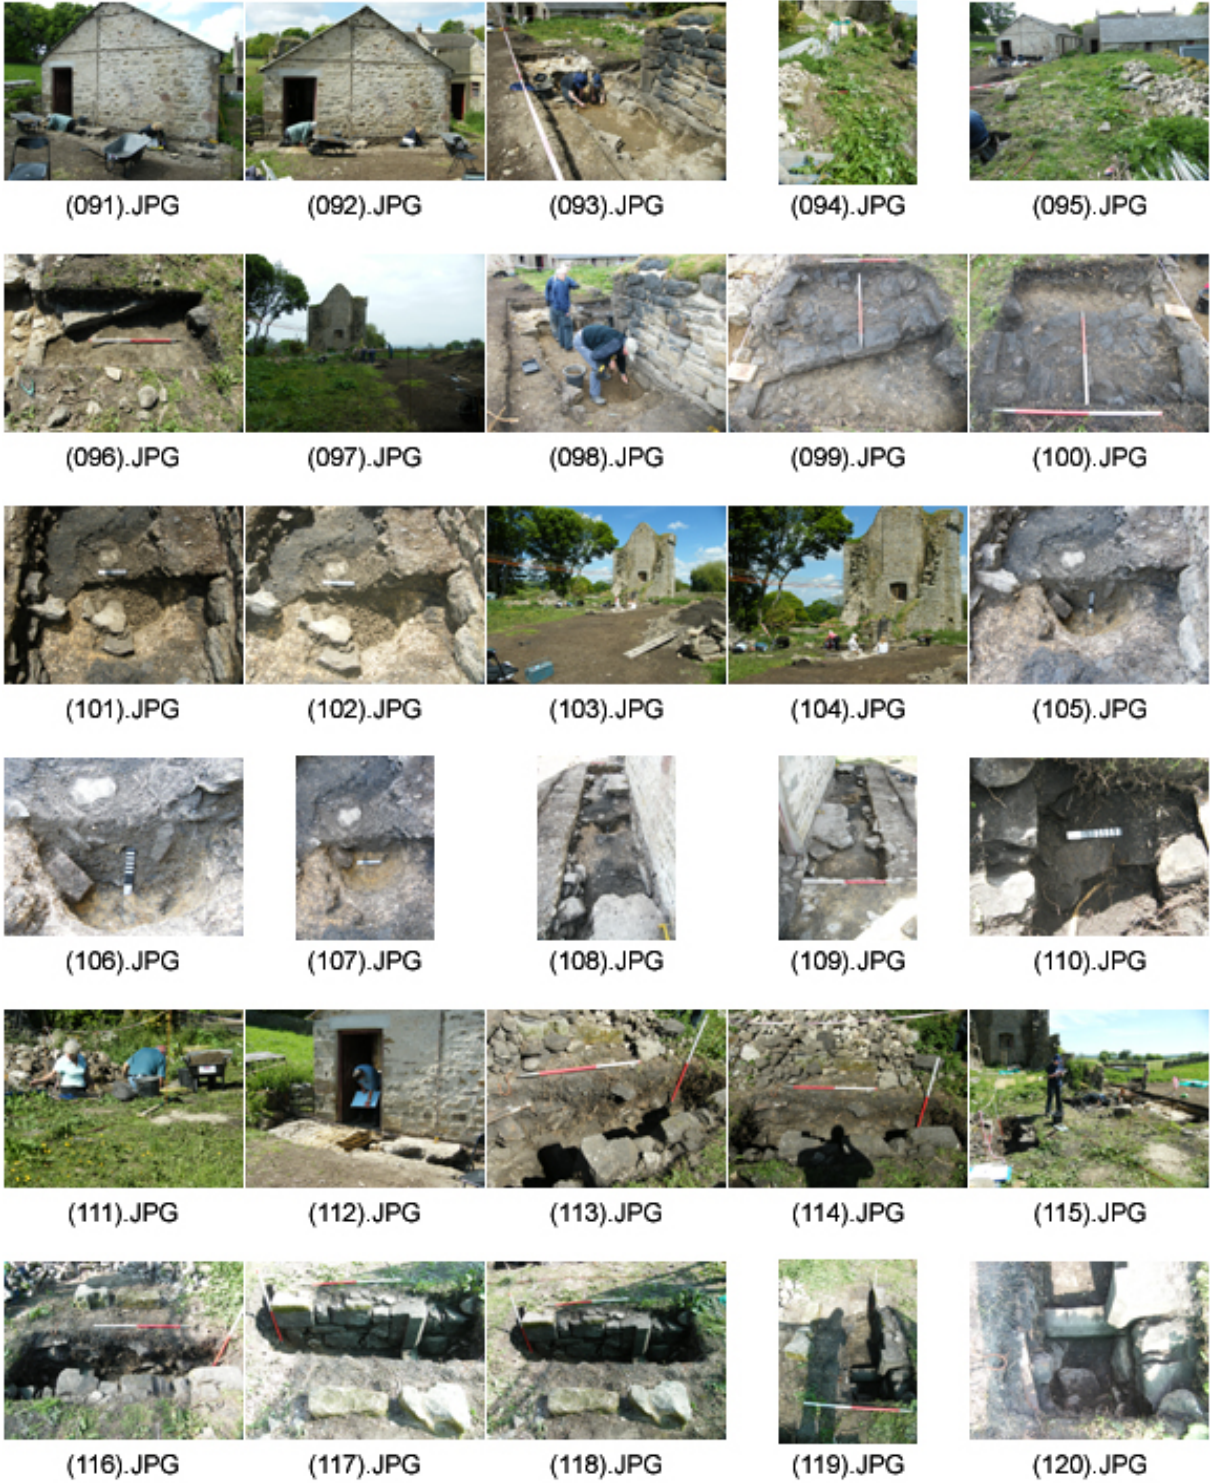 (091).JPG (092).JPG (093).JPG (094).JPG (095).JPG
(096).JPG (097).JPG (098).JPG (099).JPG (100).JPG
(101).JPG (102).JPG (103).JPG (104).JPG (105).JPG
(106).JPG (107).JPG (108).JPG (109).JPG (110).JPG
(111).JPG (112).JPG (113).JPG (114).JPG (115).JPG
(116).JPG (117).JPG (118).JPG (119).JPG (120).JPG